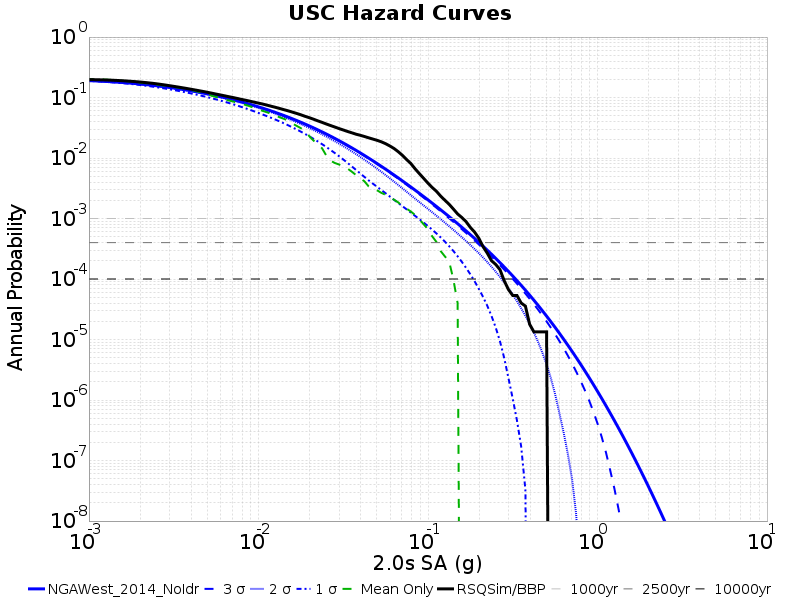 USC Hazard Curves
Annual Probability
10^0
10^-1
10^-2
10^-3
10^-4
10^-5
10^-6
10^-7
10^-8
10^-3 10^-2 10^-1 10^0 10^1
2.0s SA (g)
NGAWest_2014_NoIdr 3 σ 2 σ 1 σ Mean Only RSQSim/BBP 1000yr 2500yr 10000yr